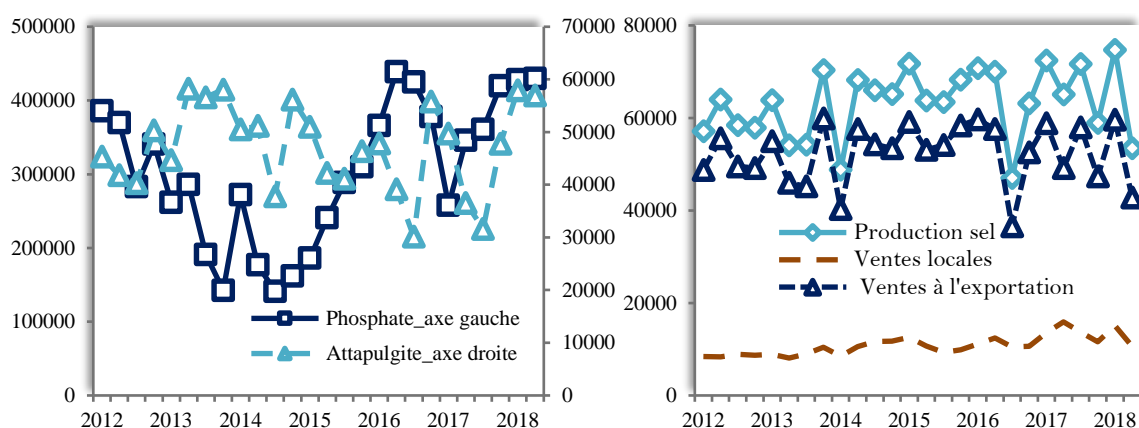 500000
400000
300000
200000
100000
0
70000
60000
50000
40000
30000
20000
10000
0
Phosphate_axe gauche
Attapulgite_axe droite
2012 2013 2014 2015 2016 2017 2018
80000
60000
40000
20000
0
Production sel
Ventes locales
Ventes à l'exportation
2012 2013 2014 2015 2016 2017 2018